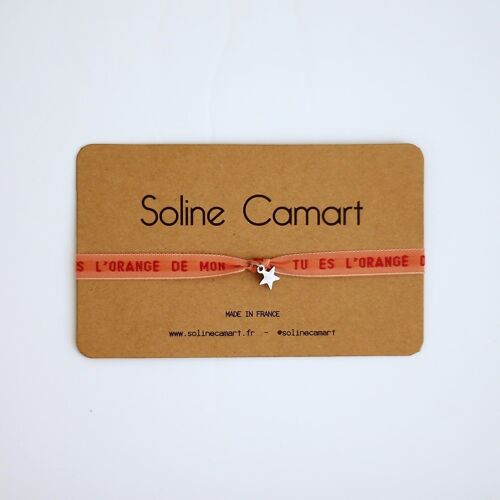 Soline Camart
S L'ORANGE DE MON TU ES L'ORANGE
MADE IN FRANCE
www.solinecamart.fr - @solinecamart